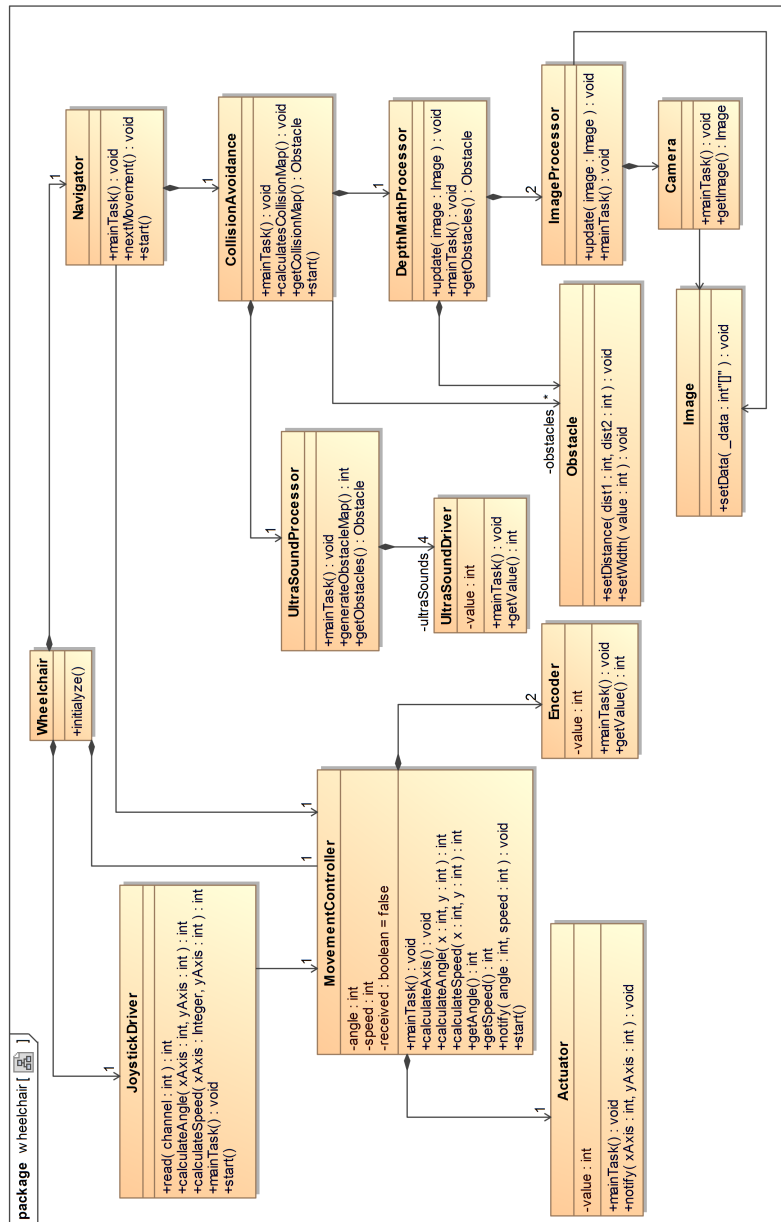 package wheelchair [ ]
Wheelchair
+initialyze()
1
1
1
JoystickDriver
+read( channel : int ) : int
+calculateAngle( xAxis : int, yAxis : int ) : int
+calculateSpeed( xAxis : Integer, yAxis : int ) : int
+mainTask() : void
+start()
1
Navigator
+mainTask() : void
+nextMovement() : void
+start()
1
1
MovementController
-angle : int
-speed : int
-received : boolean = false
+mainTask() : void
+calculateAxis() : void
+calculateAngle( x : int, y : int ) : int
+calculateSpeed( x : int, y : int ) : int
+getAngle() : int
+getSpeed() : int
+notify( angle : int, speed : int ) : void
+start()
1
2
Actuator
-value : int
+mainTask() : void
+notify( xAxis : int, yAxis : int ) : void
Encoder
-value : int
+mainTask() : void
+getValue() : int
CollisionAvoidance
+mainTask() : void
+calculatesCollisionMap() : void
+getCollisionMap() : Obstacle
+start()
1
1
UltraSoundProcessor
+mainTask() : void
+generateObstacleMap() : int
+getObstacles() : Obstacle
-ultraSounds
4
UltraSoundDriver
-value : int
+mainTask() : void
+getValue() : int
DepthMathProcessor
+update( image : Image ) : void
+mainTask() : void
+getObstacles() : Obstacle
2
-obstacles
*
Obstacle
+setDistance( dist1 : int, dist2 : int ) : void
+setWidth( value : int ) : void
ImageProcessor
+update( image : Image ) : void
+mainTask() : void
Camera
+mainTask() : void
+getImage() : Image
Image
+setData( _data : int"[]" ) : void